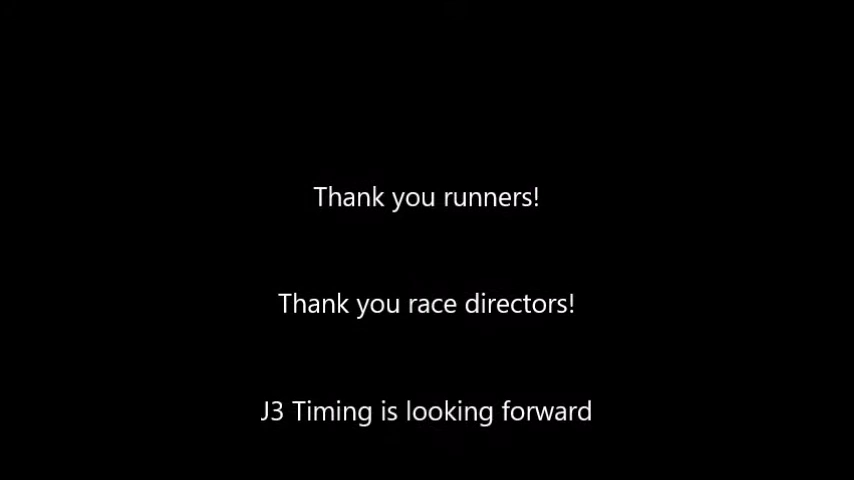 Thank you runners!
Thank you race directors!
J3 Timing is looking forward